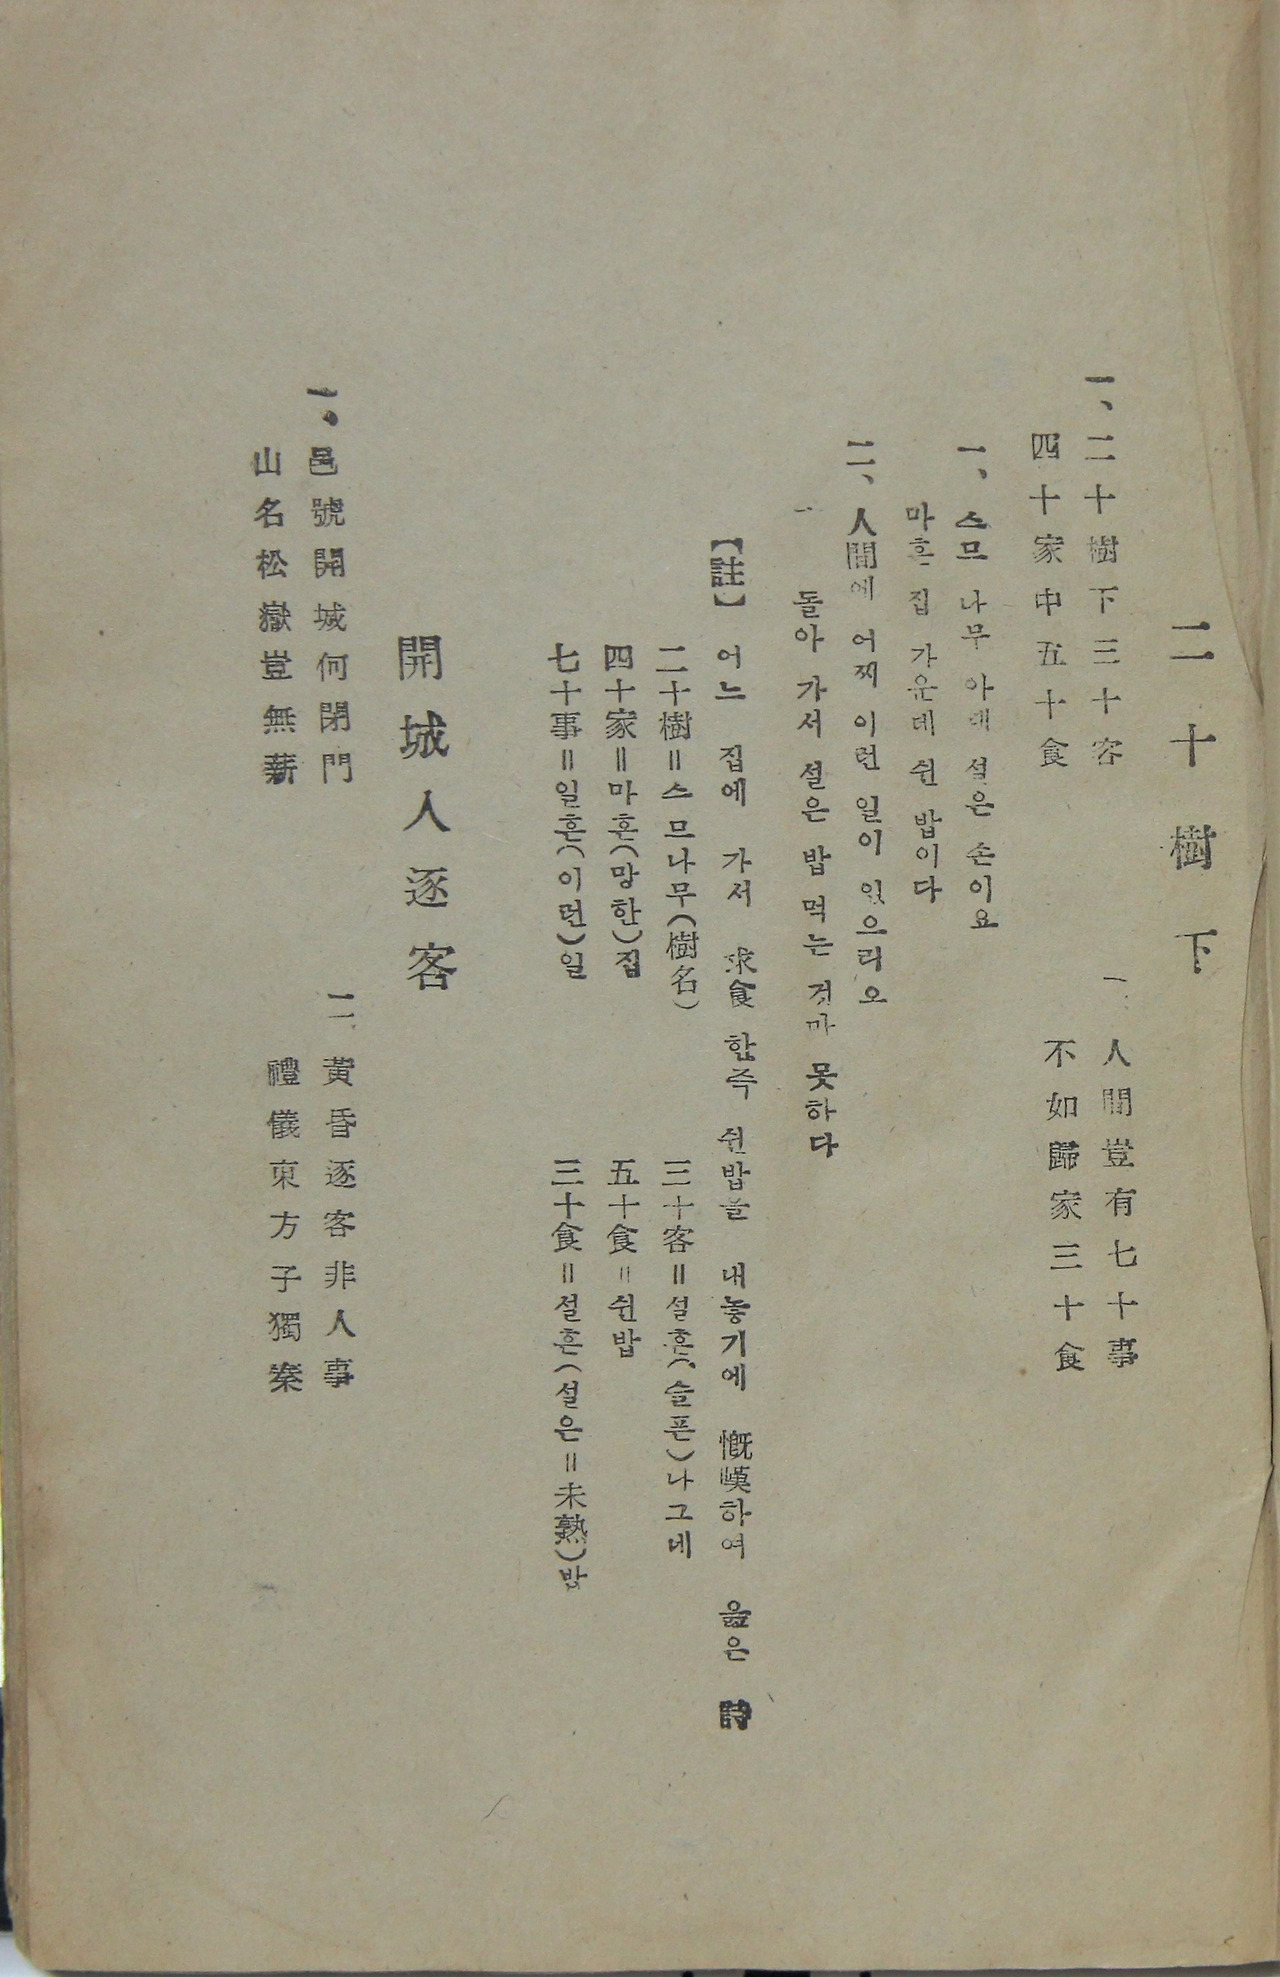 二十樹下
一、二十樹下三十客
四十家中五十食
人間豈有七十事
不如歸家三十食
一、스므 나무 아래 설은 손이요
마흔 집 가운데 쉰 밥이다
二、人間에 어찌 이런 일이 있으리오
돌아 가서 설은 밥 먹는 것만 못하다
【註】 어느 집에 가서 求食 한즉 쉰밥을 내놓기에 慨嘆하여 읊은 詩
二十樹=스므나무(樹名) 三十客=설흔(슬픈)나그네
四十家=마흔(망한)집 五十食=쉰밥
七十事=일흔(이런)일 三十食=설흔(설은=未熟)밥
開城人逐客
一、邑號開城何閉門
山名松嶽豈無薪
二、黃昏逐客非人事
禮儀東方子獨秦